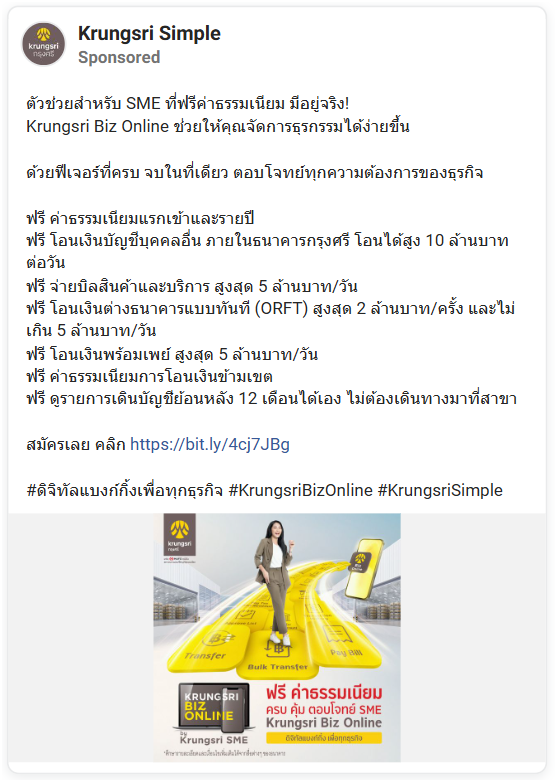 Krungsri Simple
Sponsored
ตัวช่วยสำหรับ SME ที่ฟรีค่าธรรมเนียม มีอยู่จริง!
Krungsri Biz Online ช่วยให้คุณจัดการธุรกรรมได้ง่ายขึ้น
ด้วยฟีเจอร์ที่ครบ จบในที่เดียว ตอบโจทย์ทุกความต้องการของธุรกิจ
ฟรี ค่าธรรมเนียมแรกเข้าและรายปี
ฟรี โอนเงินบัญชีบุคคลอื่น ภายในธนาคารกรุงศรี โอนได้สูง 10 ล้านบาท
ต่อวัน
ฟรี จ่ายบิลสินค้าและบริการ สูงสุด 5 ล้านบาท/วัน
ฟรี โอนเงินต่างธนาคารแบบทันที (ORFT) สูงสุด 2 ล้านบาท/ครั้ง และไม่
เกิน 5 ล้านบาท/วัน
ฟรี โอนเงินพร้อมเพย์ สูงสุด 5 ล้านบาท/วัน
ฟรี ค่าธรรมเนียมการโอนเงินข้ามเขต
ฟรี ดูรายการเดินบัญชีย้อนหลัง 12 เดือนได้เอง ไม่ต้องเดินทางมาที่สาขา
สมัครเลย คลิก https://bit.ly/4cj7JBg
#ดิจิทัลแบงก์กิ้งเพื่อทุกธุรกิจ #KrungsriBizOnline #KrungsriSimple
krungsri
กรุงศรี
Biz Online
Transfer
Bulk Transfer
Pay Bill
KRUNGSRI
BIZ
ONLINE
by
Krungsri SME
ฟรี ค่าธรรมเนียม
ครบ คุ้ม ตอบโจทย์ SME
Krungsri Biz Online
ดิจิทัลแบงก์กิ้ง เพื่อทุกธุรกิจ